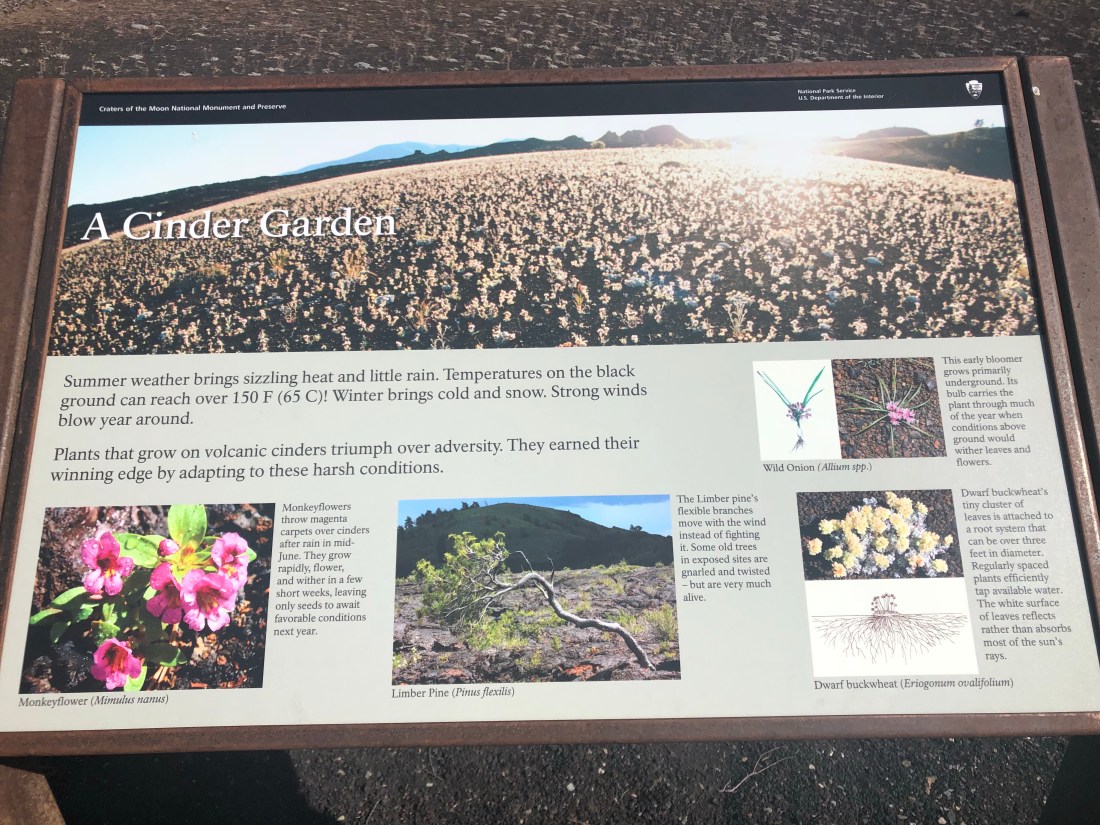 Craters of the Moon National Monument and Preserve
National Park Service
U.S. Department of the Interior
A Cinder Garden
Summer weather brings sizzling heat and little rain. Temperatures on the black
ground can reach over 150 F (65 C)! Winter brings cold and snow. Strong winds
blow year around.
Plants that grow on volcanic cinders triumph over adversity. They earned their
winning edge by adapting to these harsh conditions.
This early bloomer
grows primarily
underground. Its
bulb carries the
plant through much
of the year when
conditions above
ground would
wither leaves and
flowers.
Wild Onion (Allium spp.)
Monkeyflowers
throw magenta
carpets over cinders
after rain in mid-
June. They grow
rapidly, flower,
and wither in a few
short weeks, leaving
only seeds to await
favorable conditions
next year.
Monkeyflower (Mimulus nanus)
The Limber pine's
flexible branches
move with the wind
instead of fighting
it. Some old trees
in exposed sites are
gnarled and twisted
– but are very much
alive.
Limber Pine (Pinus flexilis)
Dwarf buckwheat's
tiny cluster of
leaves is attached to
a root system that
can be over three
feet in diameter.
Regularly spaced
plants efficiently
tap available water.
The white surface
of leaves reflects
rather than absorbs
most of the sun's
rays.
Dwarf buckwheat (Eriogonum ovalifolium)